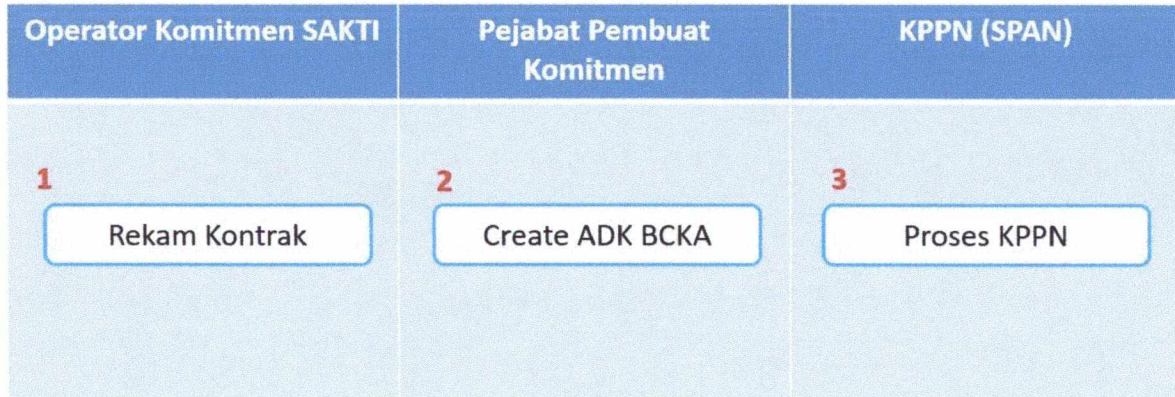 Operator Komitmen SAKTI
Pejabat Pembuat
Komitmen
KPPN (SPAN)
1
Rekam Kontrak
2
Create ADK BCKA
3
Proses KPPN